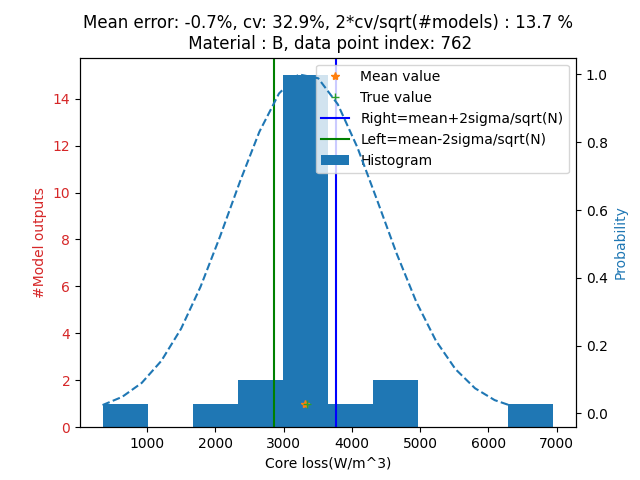 Mean error: -0.7%, cv: 32.9%, 2*cv/sqrt(#models) : 13.7 %
Material : B, data point index: 762
Mean value
True value
Right=mean+2sigma/sqrt(N)
Left=mean-2sigma/sqrt(N)
Histogram
#Model outputs
14
12
10
8
6
4
2
0
1.0
0.8
0.6
0.4
0.2
0.0
Probability
1000 2000 3000 4000 5000 6000 7000
Core loss(W/m^3)